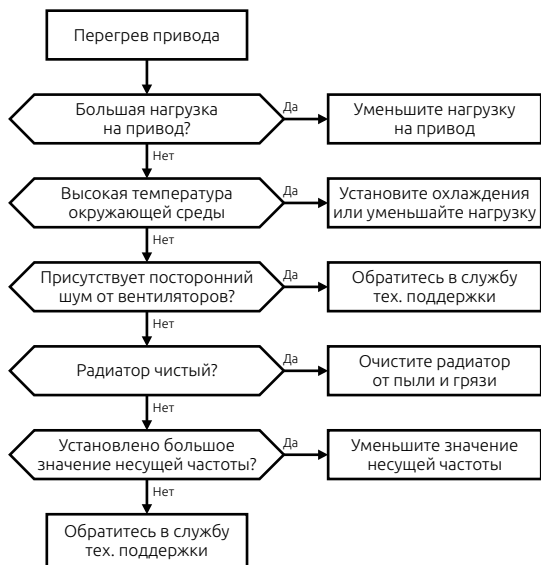 Перегрев привода
Большая нагрузка
на привод?
Да
Уменьшите нагрузку
на привод
Нет
Высокая температура
окружающей среды
Да
Установите охлаждения
или уменьшайте нагрузку
Нет
Присутствует посторонний
шум от вентиляторов?
Да
Обратитесь в службу
тех. поддержки
Нет
Радиатор чистый?
Да
Очистите радиатор
от пыли и грязи
Нет
Установлено большое
значение несущей частоты?
Да
Уменьшите значение
несущей частоты
Нет
Обратитесь в службу
тех. поддержки